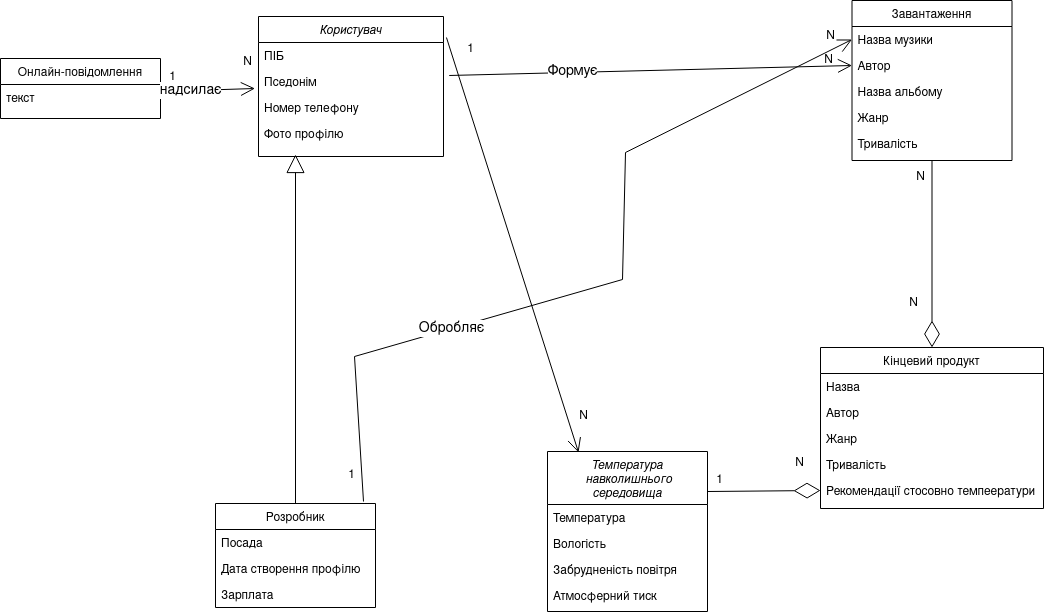 Онлайн-повідомлення
текст
1
надсилає
N
Користувач
ПІБ
Пседонім
Номер телефону
Фото профілю
1
Формує
N
N
Завантаження
Назва музики
Автор
Назва альбому
Жанр
Тривалість
N
N
Обробляє
1
N
Кінцевий продукт
Назва
Автор
Жанр
Тривалість
Рекомендації стосовно темпеератури
N
1
Температура
навколишнього
середовища
Температура
Вологість
Забрудненість повітря
Атмосферний тиск
Розробник
Посада
Дата створення профілю
Зарплата